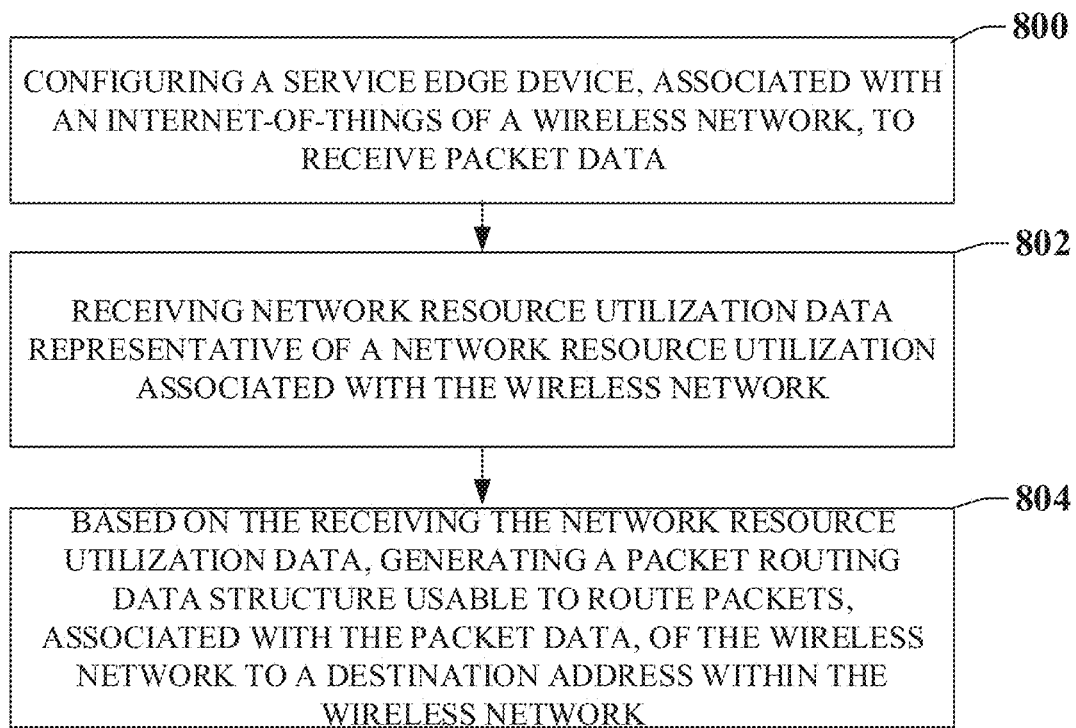 800
CONFIGURING A SERVICE EDGE DEVICE, ASSOCIATED WITH
AN INTERNET-OF-THINGS OF A WIRELESS NETWORK, TO
RECEIVE PACKET DATA
802
RECEIVING NETWORK RESOURCE UTILIZATION DATA
REPRESENTATIVE OF A NETWORK RESOURCE UTILIZATION
ASSOCIATED WITH THE WIRELESS NETWORK
804
BASED ON THE RECEIVING THE NETWORK RESOURCE
UTILIZATION DATA, GENERATING A PACKET ROUTING
DATA STRUCTURE USABLE TO ROUTE PACKETS,
ASSOCIATED WITH THE PACKET DATA, OF THE WIRELESS
NETWORK TO A DESTINATION ADDRESS WITHIN THE
WIRELESS NETWORK